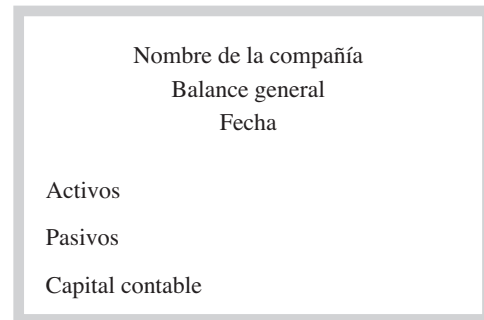 Nombre de la compañía
Balance general
Fecha
Activos
Pasivos
Capital contable